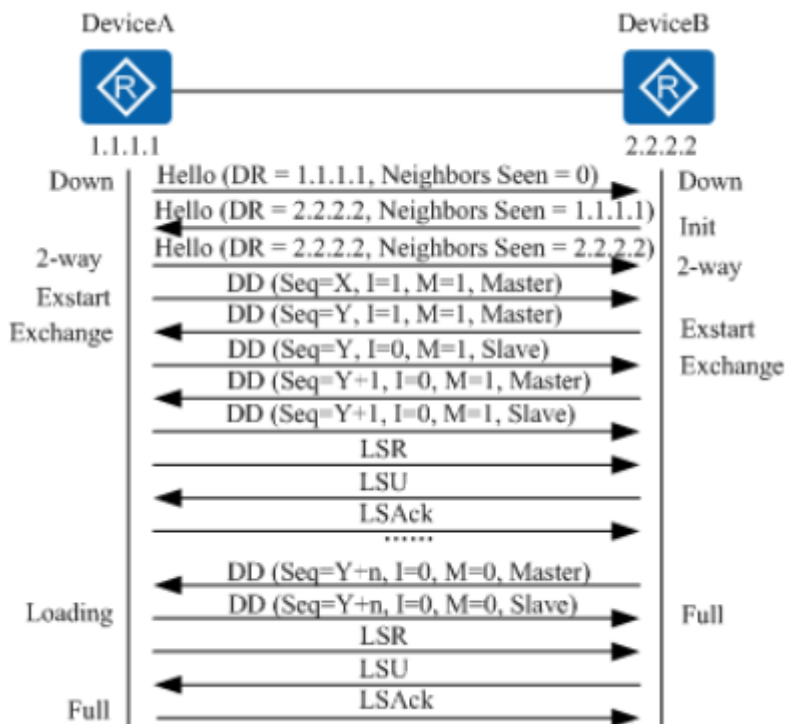 DeviceA DeviceB
R R
1.1.1.1 2.2.2.2
Down Hello (DR = 1.1.1.1, Neighbors Seen = 0) Down
Hello (DR = 2.2.2.2, Neighbors Seen = 1.1.1.1) Init
2-way Hello (DR = 2.2.2.2, Neighbors Seen = 2.2.2.2) 2-way
Exstart DD (Seq=X, I=1, M=1, Master)
Exchange DD (Seq=Y, I=1, M=1, Master) Exstart
DD (Seq=Y, I=0, M=1, Slave) Exchange
DD (Seq=Y+1, I=0, M=1, Master)
DD (Seq=Y+1, I=0, M=1, Slave)
LSR
LSU
LSAck
......
DD (Seq=Y+n, I=0, M=0, Master)
Loading DD (Seq=Y+n, I=0, M=0, Slave) Full
LSR
LSU
Full LSAck